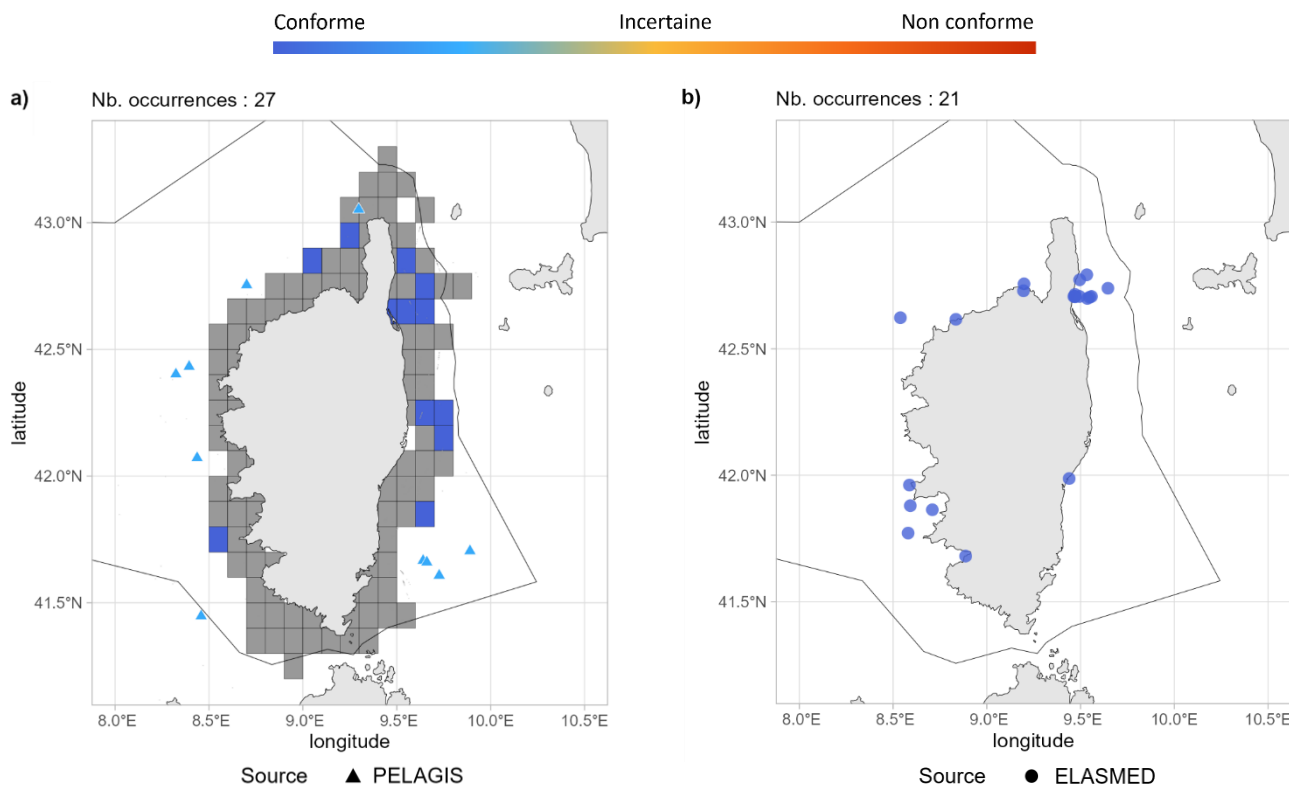 Conforme Incertaine Non conforme
a) Nb. occurrences : 27
b) Nb. occurrences : 21
43.0°N
42.5°N
42.0°N
41.5°N
latitude
8.0°E 8.5°E 9.0°E 9.5°E 10.0°E 10.5°E
longitude
Source ▲ PELAGIS
43.0°N
42.5°N
42.0°N
41.5°N
latitude
8.0°E 8.5°E 9.0°E 9.5°E 10.0°E 10.5°E
longitude
Source ● ELASMED